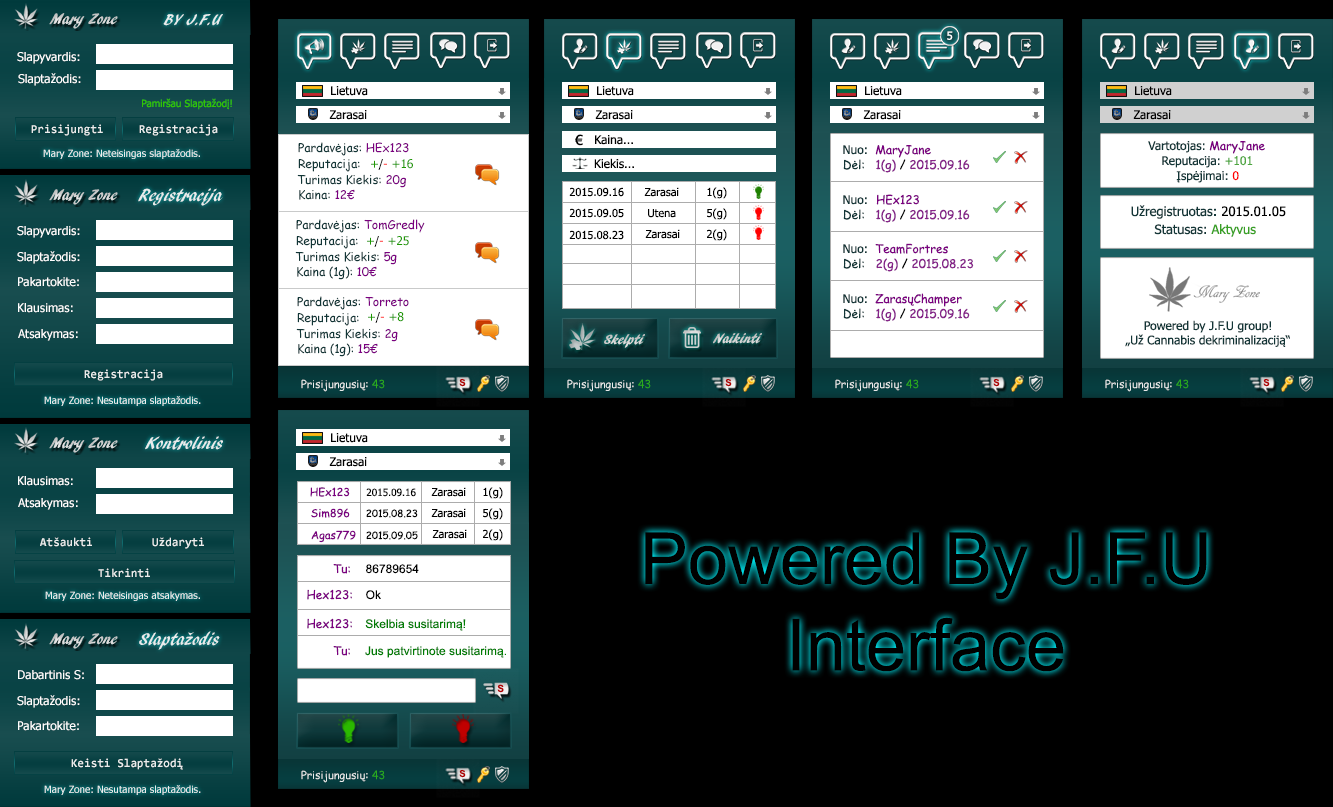 Mary Zone BY J.F.U
Slapyvardis:
Slaptažodis:
Pamiršau Slaptažodį!
Prisijungti Registracija
Mary Zone: Neteisingas slaptažodis.
Mary Zone Registracija
Slapyvardis:
Slaptažodis:
Pakartokite:
Klausimas:
Atsakymas:
Registracija
Mary Zone: Nesutampa slaptažodis.
Mary Zone Kontrolinis
Klausimas:
Atsakymas:
Atšaukti Uždaryti
Tikrinti
Mary Zone: Neteisingas atsakymas.
Mary Zone Slaptažodis
Dabartinis S:
Slaptažodis:
Pakartokite:
Keisti Slaptažodį
Mary Zone: Nesutampa slaptažodis.
Lietuva
Zarasai
Pardavėjas: HEx123
Reputacija: +/- +16
Turimas Kiekis: 20g
Kaina: 12€
Pardavėjas: TomGredly
Reputacija: +/- +25
Turimas Kiekis: 5g
Kaina (1g): 10€
Pardavėjas: Torreto
Reputacija: +/- +8
Turimas Kiekis: 2g
Kaina (1g): 15€
Prisijungusių: 43 S
Lietuva
Zarasai
€ Kaina...
Kiekis...
2015.09.16 Zarasai 1(g)
2015.09.05 Utena 5(g)
2015.08.23 Zarasai 2(g)
Skelpti Naikinti
Prisijungusių: 43 S
5
Lietuva
Zarasai
Nuo: MaryJane
Dėl: 1(g) / 2015.09.16
Nuo: HEx123
Dėl: 1(g) / 2015.09.16
Nuo: TeamFortres
Dėl: 2(g) / 2015.08.23
Nuo: ZarasųChamper
Dėl: 1(g) / 2015.09.16
Prisijungusių: 43 S
Lietuva
Zarasai
Vartotojas: MaryJane
Reputacija: +101
Įspėjimai: 0
Užregistruotas: 2015.01.05
Statusas: Aktyvus
Mary Zone
Powered by J.F.U group!
„Už Cannabis dekriminalizaciją“
Prisijungusių: 43 S
Lietuva
Zarasai
HEx123 2015.09.16 Zarasai 1(g)
Sim896 2015.08.23 Zarasai 5(g)
Agas779 2015.09.05 Zarasai 2(g)
Tu: 86789654
Hex123: Ok
Hex123: Skelbia susitarimą!
Tu: Jus patvirtinote susitarimą.
S
Prisijungusių: 43 S
Powered By J.F.U
Interface